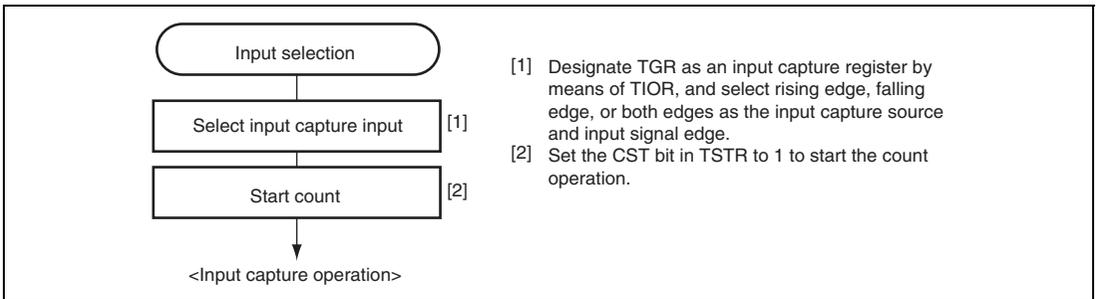 Input selection
Select input capture input
[1]
Start count
[2]
<Input capture operation>
[1] Designate TGR as an input capture register by
means of TIOR, and select rising edge, falling
edge, or both edges as the input capture source
and input signal edge.
[2] Set the CST bit in TSTR to 1 to start the count
operation.